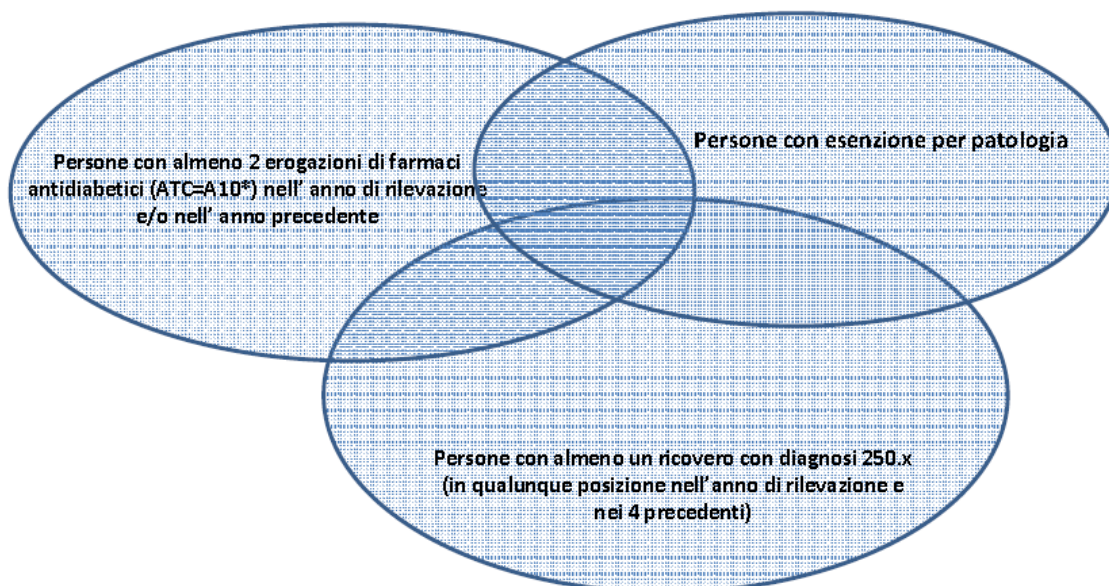 Persone con almeno 2 erogazioni di farmaci
antidiabetici (ATC=A10*) nell' anno di rilevazione
e/o nell' anno precedente
Persone con esenzione per patologia
Persone con almeno un ricovero con diagnosi 250.x
(in qualunque posizione nell'anno di rilevazione e
nei 4 precedenti)